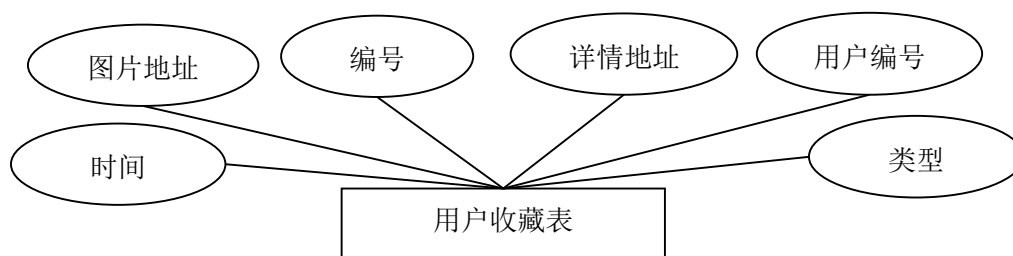 图片地址
编号
详情地址
用户编号
时间
类型
用户收藏表